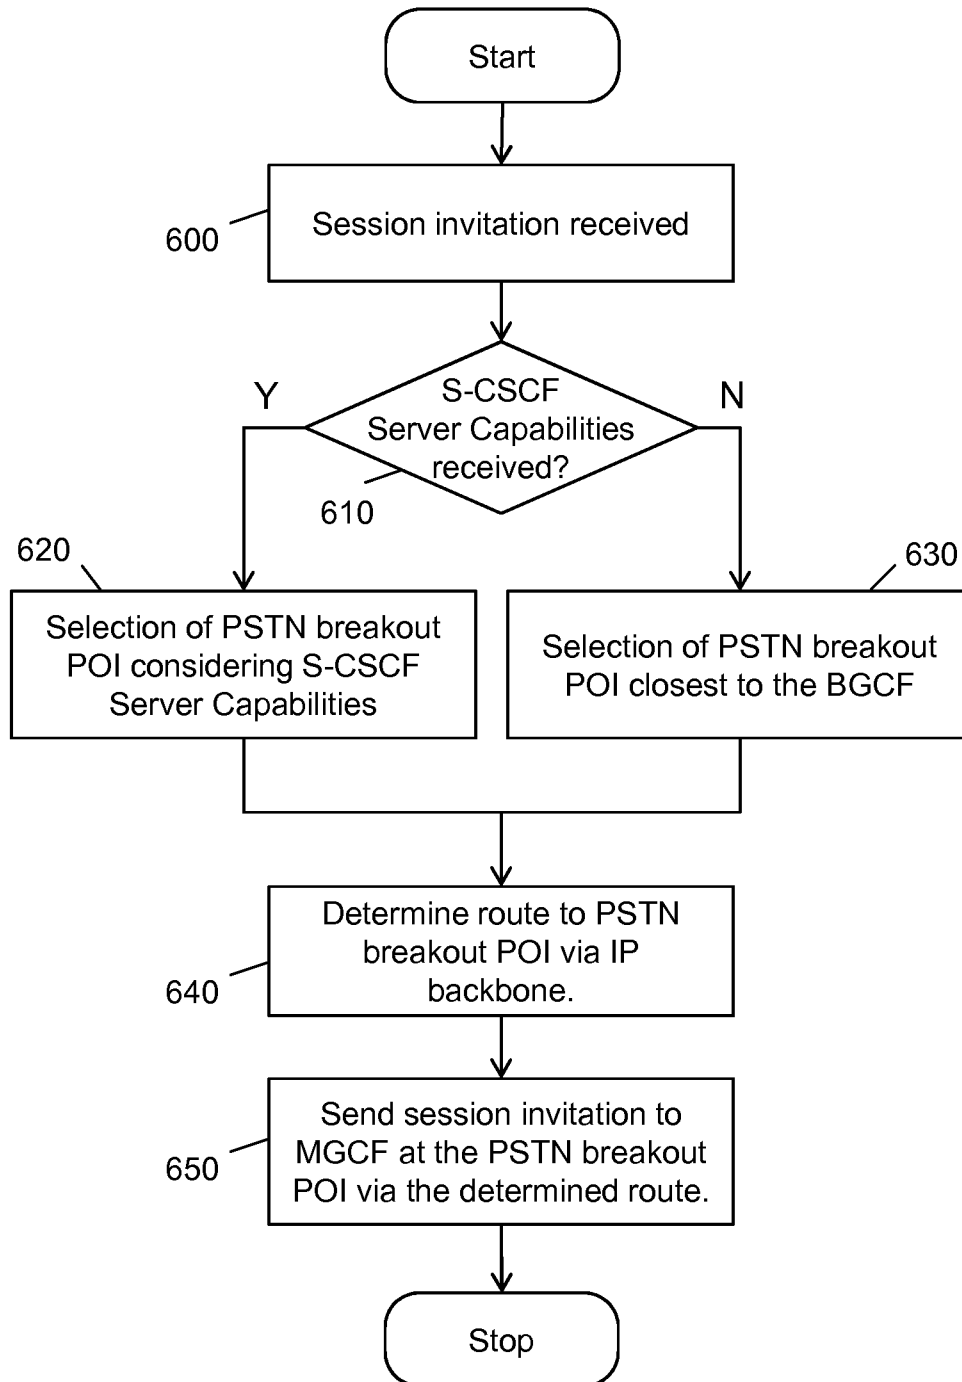 Start
Session invitation received
600
S-CSCF
Server Capabilities
received?
Y
N
610
620
630
Selection of PSTN breakout
POI considering S-CSCF
Server Capabilities
Selection of PSTN breakout
POI closest to the BGCF
Determine route to PSTN
breakout POI via IP
backbone.
640
Send session invitation to
MGCF at the PSTN breakout
POI via the determined route.
650
Stop